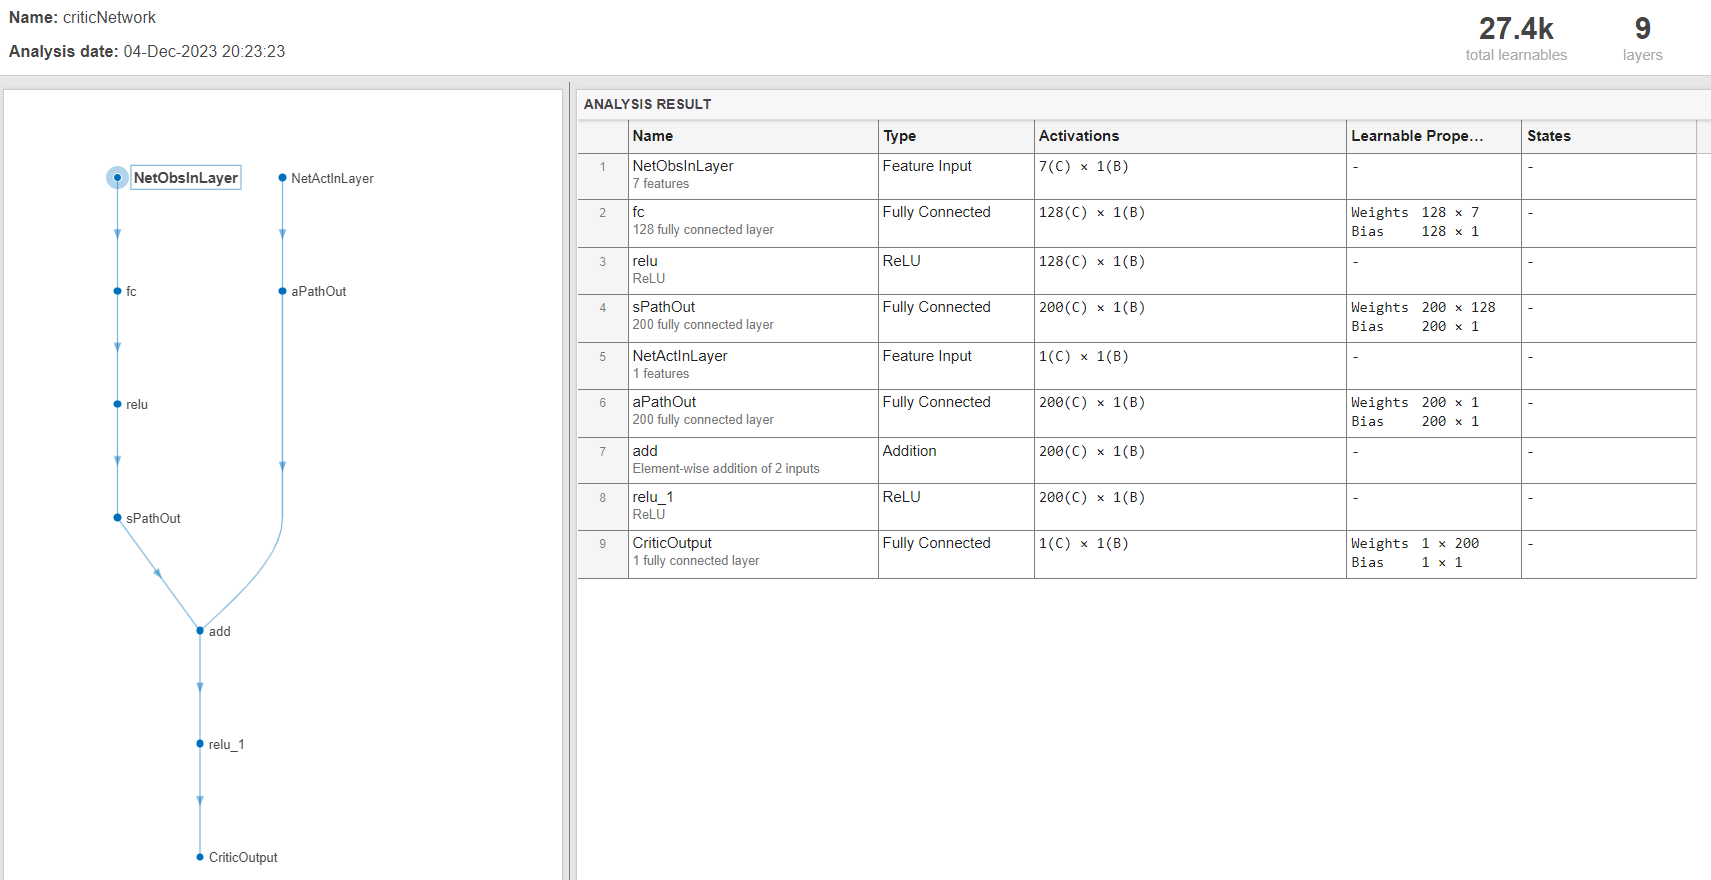 Name: criticNetwork
Analysis date: 04-Dec-2023 20:23:23
27.4k
total learnables
9
layers
NetObsInLayer
NetActInLayer
fc
aPathOut
relu
sPathOut
add
relu_1
CriticOutput
ANALYSIS RESULT
Name Type Activations Learnable Prope... States
1 NetObsInLayer Feature Input 7(C) × 1(B) - -
7 features
2 fc Fully Connected 128(C) × 1(B) Weights 128 × 7 -
128 fully connected layer Bias 128 × 1
3 relu ReLU 128(C) × 1(B) - -
ReLU
4 sPathOut Fully Connected 200(C) × 1(B) Weights 200 × 128 -
200 fully connected layer Bias 200 × 1
5 NetActInLayer Feature Input 1(C) × 1(B) - -
1 features
6 aPathOut Fully Connected 200(C) × 1(B) Weights 200 × 1 -
200 fully connected layer Bias 200 × 1
7 add Addition 200(C) × 1(B) - -
Element-wise addition of 2 inputs
8 relu_1 ReLU 200(C) × 1(B) - -
ReLU
9 CriticOutput Fully Connected 1(C) × 1(B) Weights 1 × 200 -
1 fully connected layer Bias 1 × 1